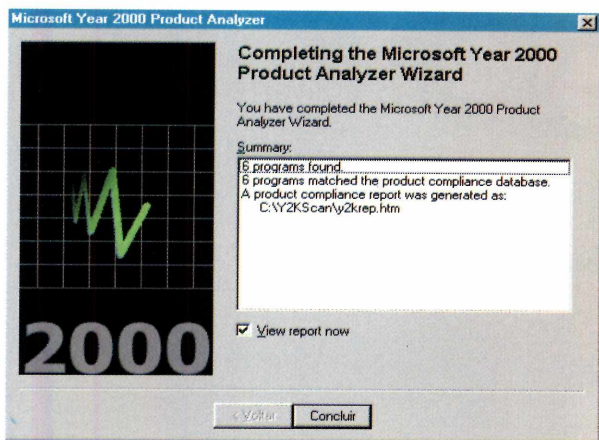 Microsoft Year 2000 Product Analyzer
Completing the Microsoft Year 2000
Product Analyzer Wizard
You have completed the Microsoft Year 2000 Product
Analyzer Wizard.
Summary:
6 programs found.
6 programs matched the product compliance database.
A product compliance report was generated as:
C:\Y2KScan\y2krep.htm
View report now
2000
< Voltar
Concluir